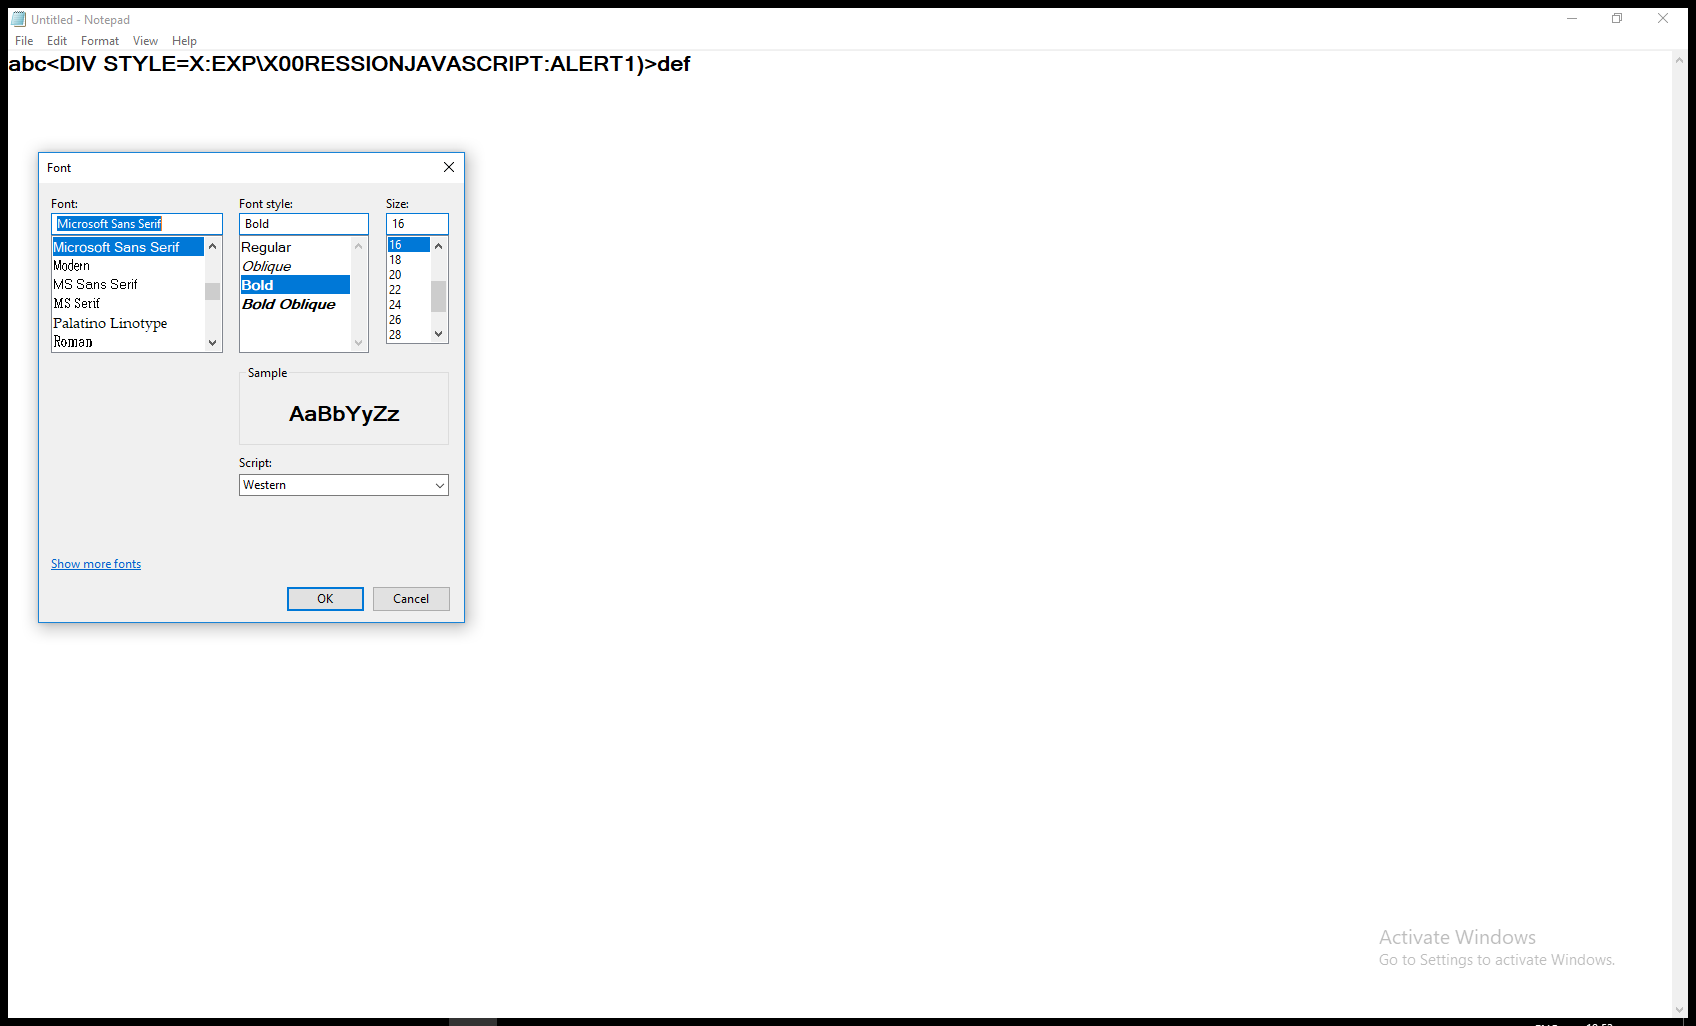 Untitled - Notepad
File Edit Format View Help
abc<DIV STYLE=X:EXP\X00RESSIONJAVASCRIPT:ALERT1)>def
Font
Font: Font style: Size:
Microsoft Sans Serif Bold 16
Microsoft Sans Serif
Modern
MS Sans Serif
MS Serif
Palatino Linotype
Roman
Regular
Oblique
Bold
Bold Oblique
16
18
20
22
24
26
28
Sample
AaBbYyZz
Script:
Western
Show more fonts
OK Cancel
Activate Windows
Go to Settings to activate Windows.